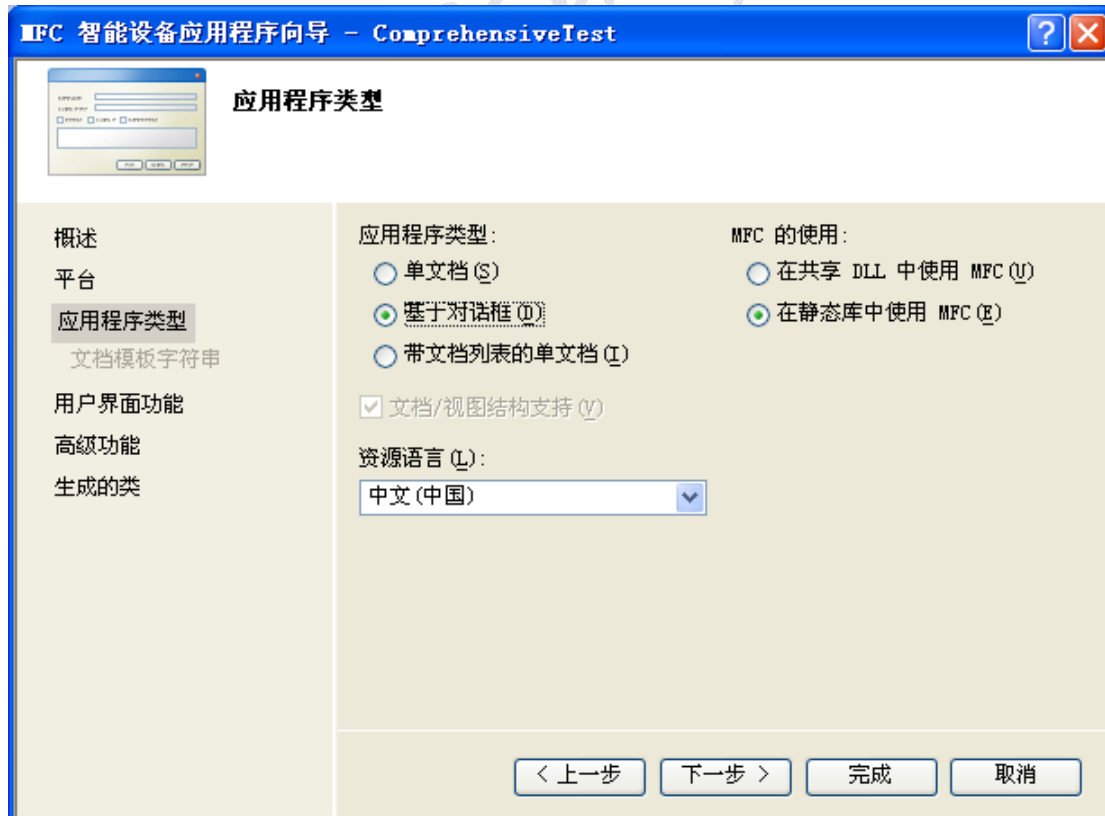 MFC 智能设备应用程序向导 - ComprehensiveTest
应用程序类型
概述
平台
应用程序类型
文档模板字符串
用户界面功能
高级功能
生成的类
应用程序类型:
单文档(S)
基于对话框(D)
带文档列表的单文档(I)
文档/视图结构支持(V)
资源语言(L):
中文(中国)
MFC 的使用:
在共享 DLL 中使用 MFC(U)
在静态库中使用 MFC(E)
< 上一步
下一步 >
完成
取消